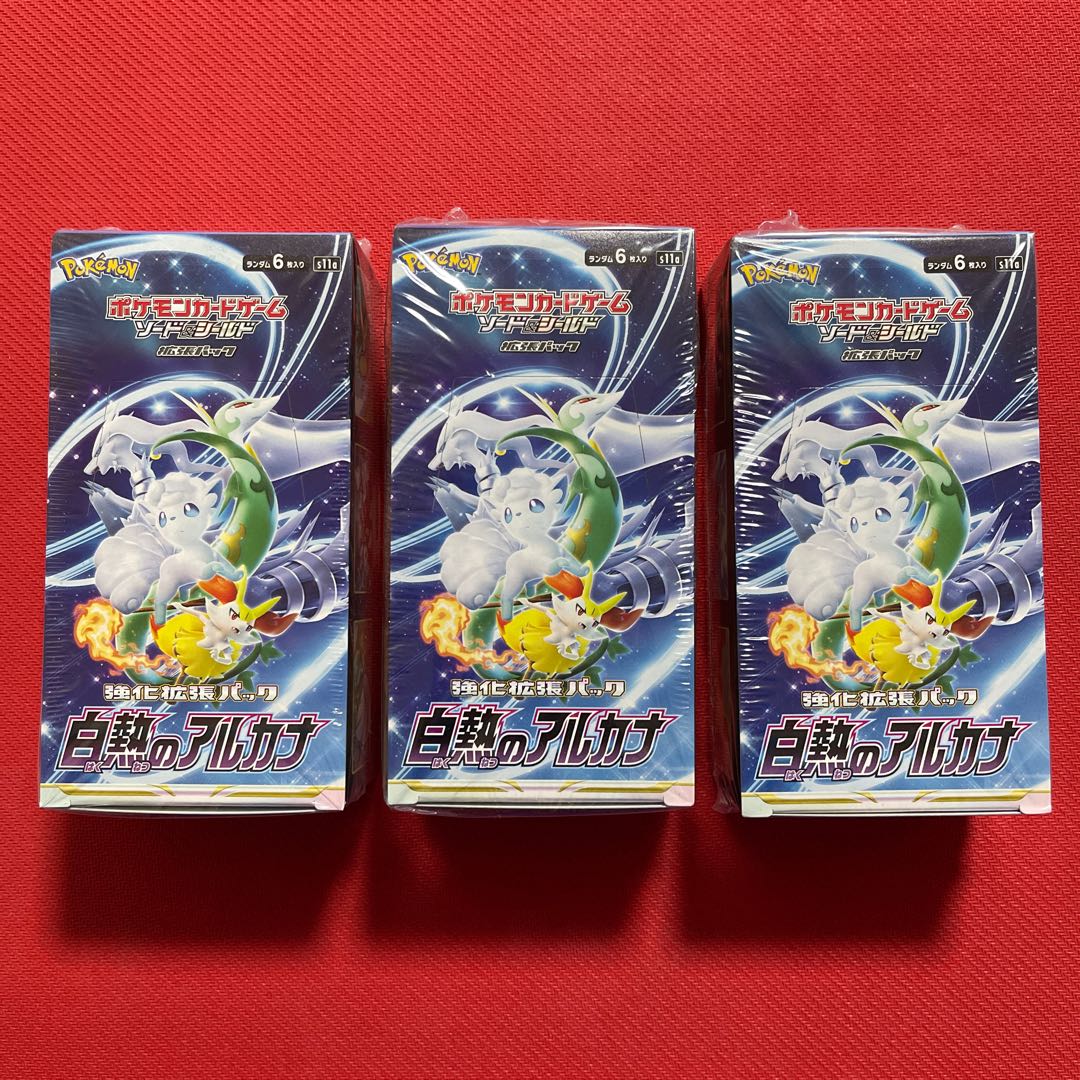 POKÉMON
ランダム6枚入り s11a
ポケモンカードゲーム
ソード&シールド
拡張パック
強化拡張パック
白熱のアルカナ
はく ねつ
POKÉMON
ランダム6枚入り s11a
ポケモンカードゲーム
ソード&シールド
拡張パック
強化拡張パック
白熱のアルカナ
はく ねつ
POKÉMON
ランダム6枚入り s11a
ポケモンカードゲーム
ソード&シールド
拡張パック
強化拡張パック
白熱のアルカナ
はく ねつ